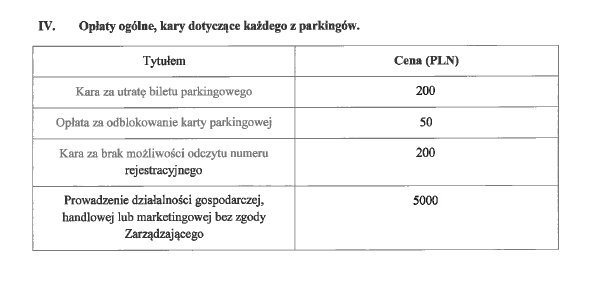 IV. Opłaty ogólne, kary dotyczące każdego z parkingów.
Tytułem
Cena (PLN)
Kara za utratę biletu parkingowego
200
Opłata za odblokowanie karty parkingowej
50
Kara za brak możliwości odczytu numeru
rejestracyjnego
200
Prowadzenie działalności gospodarczej,
handlowej lub marketingowej bez zgody
Zarządzającego
5000